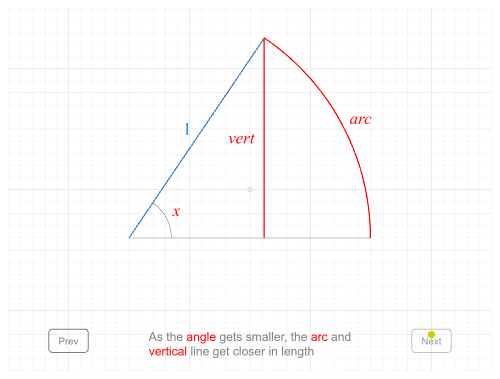 1
vert
arc
x
Prev
As the angle gets smaller, the arc and
vertical line get closer in length
Next